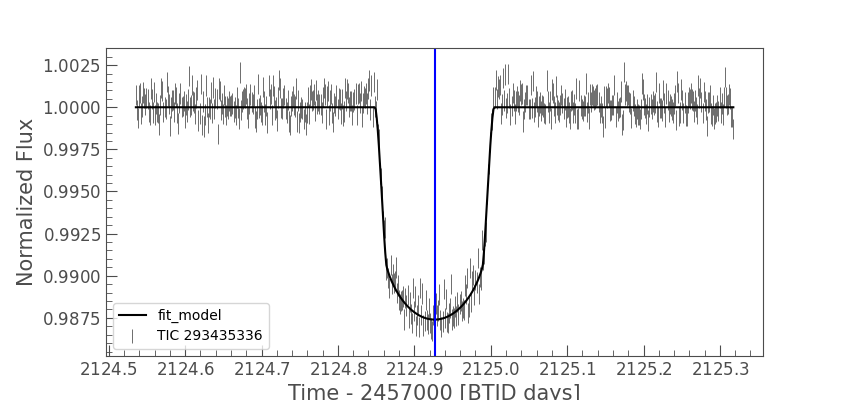 1.0025
1.0000
0.9975
0.9950
0.9925
0.9900
0.9875
Normalized Flux
fit_model
TIC 293435336
2124.5 2124.6 2124.7 2124.8 2124.9 2125.0 2125.1 2125.2 2125.3
Time - 2457000 [BTJD days]